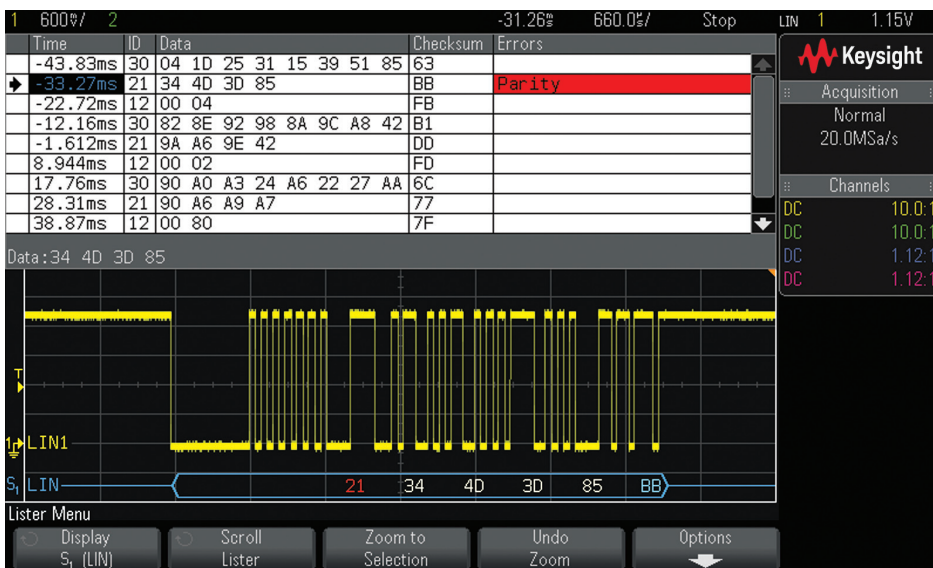 1 600▽/ 2 -31.26ms 660.0us/ Stop LIN 1 1.15V
Time ID Data Checksum Errors
-43.83ms 30 04 1D 25 31 15 39 51 85 63
-33.27ms 21 34 4D 3D 85 BB Parity
-22.72ms 12 00 04 FB
-12.16ms 30 82 8E 92 98 8A 9C A8 42 B1
-1.612ms 21 9A A6 9E 42 DD
8.944ms 12 00 02 FD
17.76ms 30 90 A0 A3 24 A6 22 27 AA 6C
28.31ms 21 90 A6 A9 A7 77
38.87ms 12 00 80 7F
Data:34 4D 3D 85
Keysight
Acquisition
Normal
20.0MSa/s
Channels
DC 10.0:1
DC 10.0:1
DC 1.12:1
DC 1.12:1
T
1 LIN1
S1 LIN 21 34 4D 3D 85 BB
Lister Menu
Display
S1 (LIN)
Scroll
Lister
Zoom to
Selection
Undo
Zoom
Options